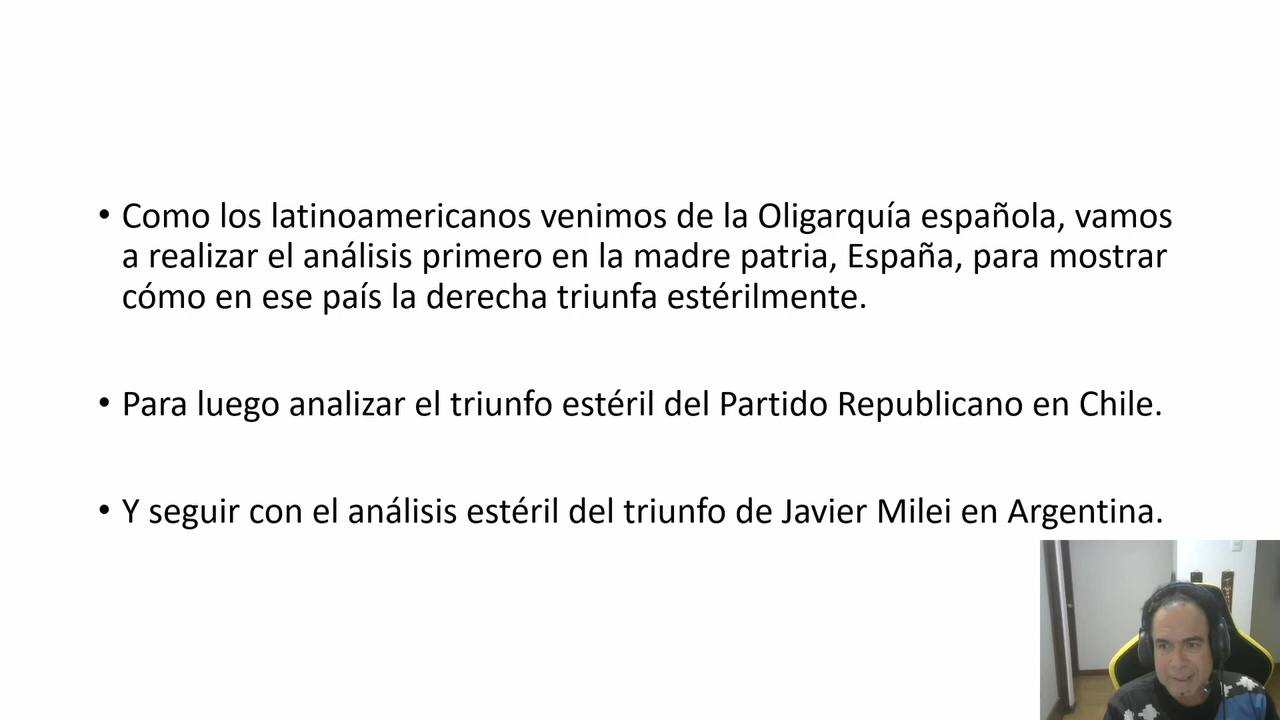 • Como los latinoamericanos venimos de la Oligarquía española, vamos
a realizar el análisis primero en la madre patria, España, para mostrar
cómo en ese país la derecha triunfa estérilmente.
• Para luego analizar el triunfo estéril del Partido Republicano en Chile.
• Y seguir con el análisis estéril del triunfo de Javier Milei en Argentina.